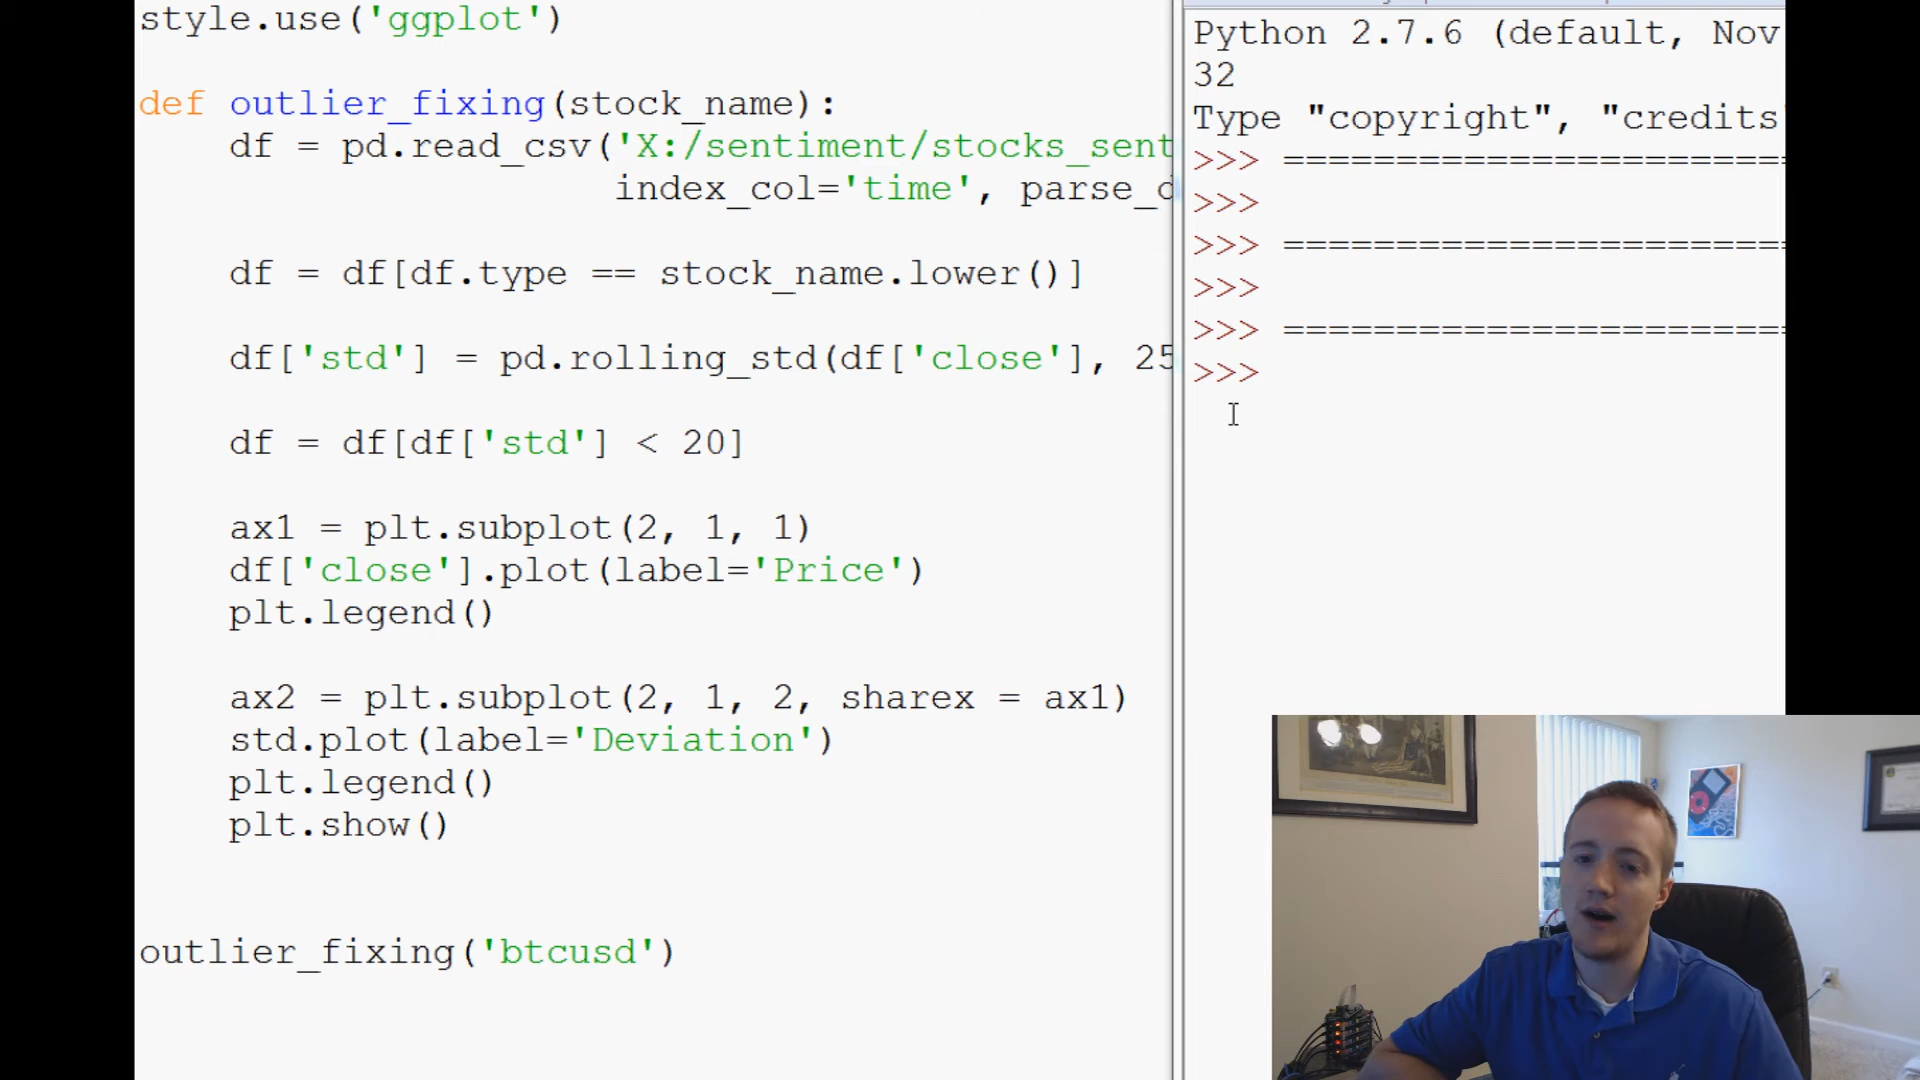 style.use('ggplot')
def outlier_fixing(stock_name):
df = pd.read_csv('X:/sentiment/stocks_sent
index_col='time', parse_d
df = df[df.type == stock_name.lower()]
df['std'] = pd.rolling_std(df['close'], 25
df = df[df['std'] < 20]
ax1 = plt.subplot(2, 1, 1)
df['close'].plot(label='Price')
plt.legend()
ax2 = plt.subplot(2, 1, 2, sharex = ax1)
std.plot(label='Deviation')
plt.legend()
plt.show()
outlier_fixing('btcusd')
Python 2.7.6 (default, Nov
32
Type "copyright", "credits"
>>> ======================
>>>
>>> ======================
>>>
>>> ======================
>>>